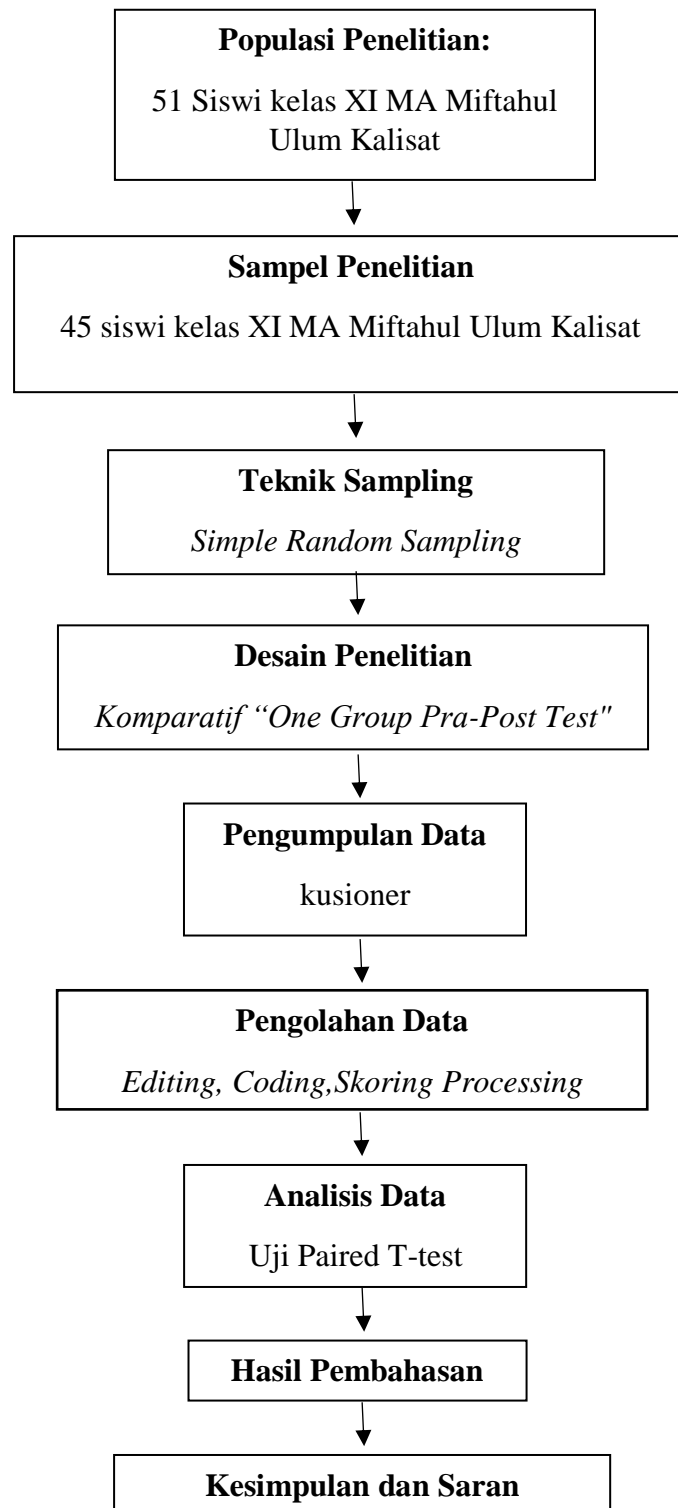 Populasi Penelitian:
51 Siswi kelas XI MA Miftahul
Ulum Kalisat
Sampel Penelitian
45 siswi kelas XI MA Miftahul Ulum Kalisat
Teknik Sampling
Simple Random Sampling
Desain Penelitian
Komparatif “One Group Pra-Post Test"
Pengumpulan Data
kusioner
Pengolahan Data
Editing, Coding,Skoring Processing
Analisis Data
Uji Paired T-test
Hasil Pembahasan
Kesimpulan dan Saran